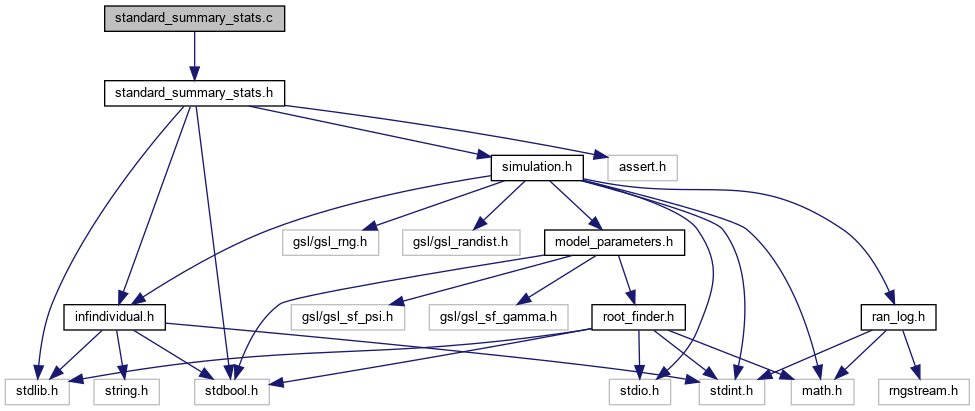 standard_summary_stats.c
standard_summary_stats.h
simulation.h
assert.h
gsl/gsl_rng.h
gsl/gsl_randist.h
model_parameters.h
infindividual.h
gsl/gsl_sf_psi.h
gsl/gsl_sf_gamma.h
root_finder.h
ran_log.h
stdlib.h
string.h
stdbool.h
stdio.h
stdint.h
math.h
rngstream.h